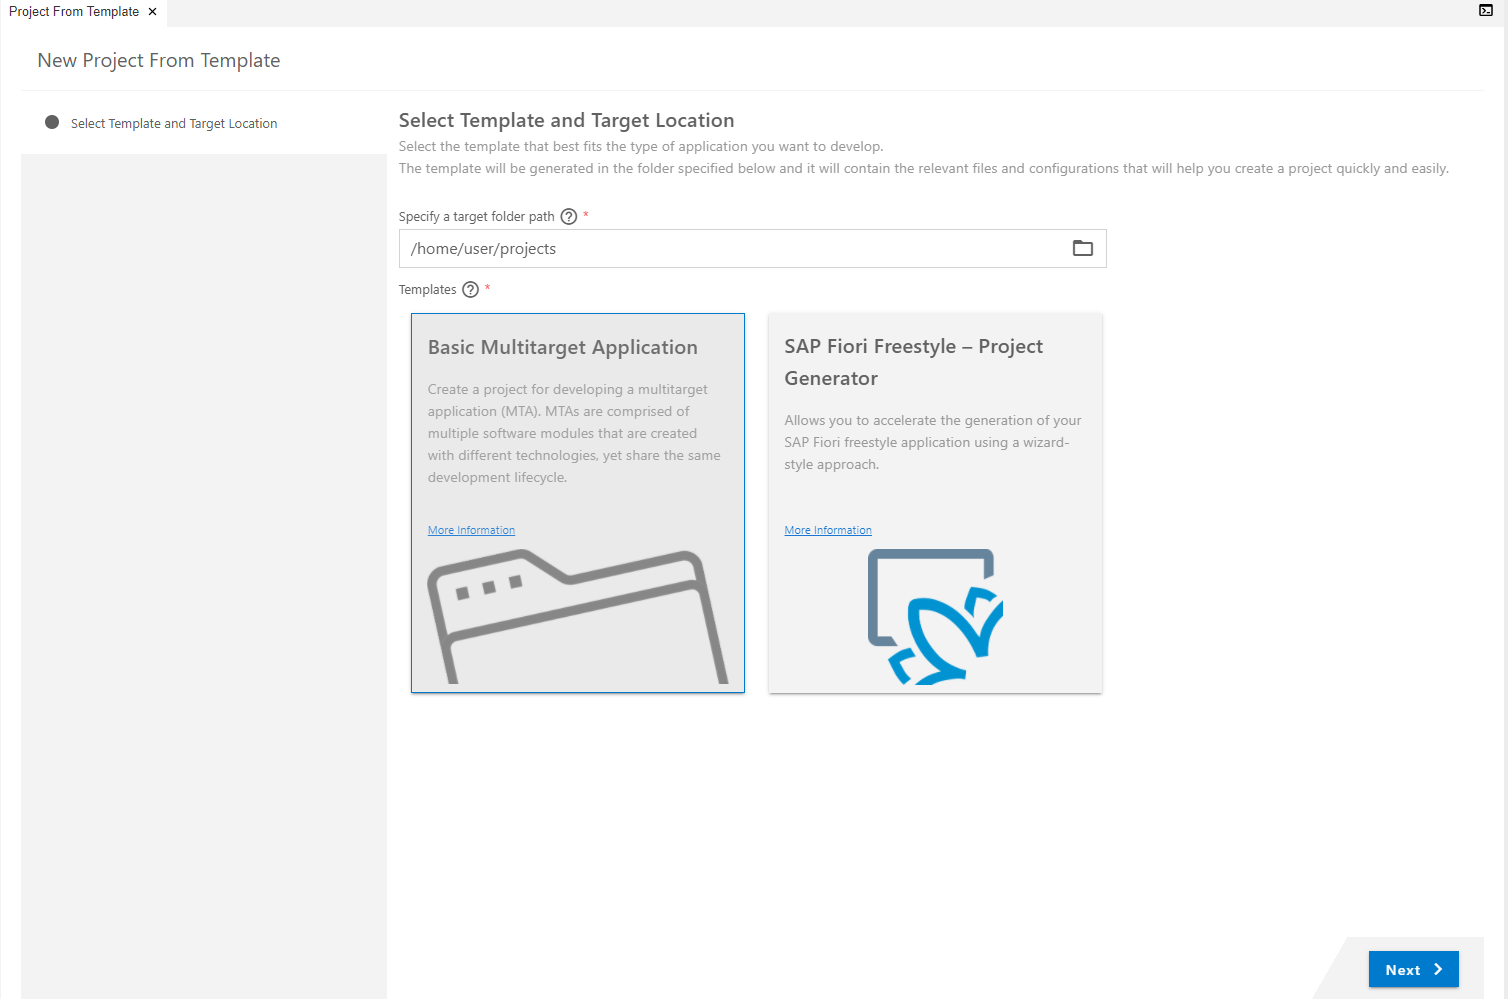 Project From Template
New Project From Template
Select Template and Target Location
Select Template and Target Location
Select the template that best fits the type of application you want to develop.
The template will be generated in the folder specified below and it will contain the relevant files and configurations that will help you create a project quickly and easily.
Specify a target folder path ? *
/home/user/projects
Templates ? *
Basic Multitarget Application
Create a project for developing a multitarget
application (MTA). MTAs are comprised of
multiple software modules that are created
with different technologies, yet share the same
development lifecycle.
More Information
SAP Fiori Freestyle – Project
Generator
Allows you to accelerate the generation of your
SAP Fiori freestyle application using a wizard-
style approach.
More Information
Next